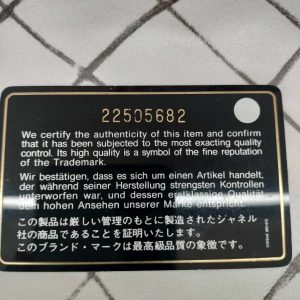 22505682
We certify the authenticity of this item and confirm
that it has been subjected to the most exacting quality
control. Its high quality is a symbol of the fine reputation
of the Trademark.
Wir bestätigen, dass es sich um einen Artikel handelt,
der während seiner Herstellung strengsten Kontrollen
unterworfen war, und dessen erstklassige Qualität
dem hohen Ansehen unserer Marke entspricht.
この製品は厳しい管理のもとに製造されたシャネル
社の商品であることを証明いたします。
このブランド・マークは最高級品質の象徴です。